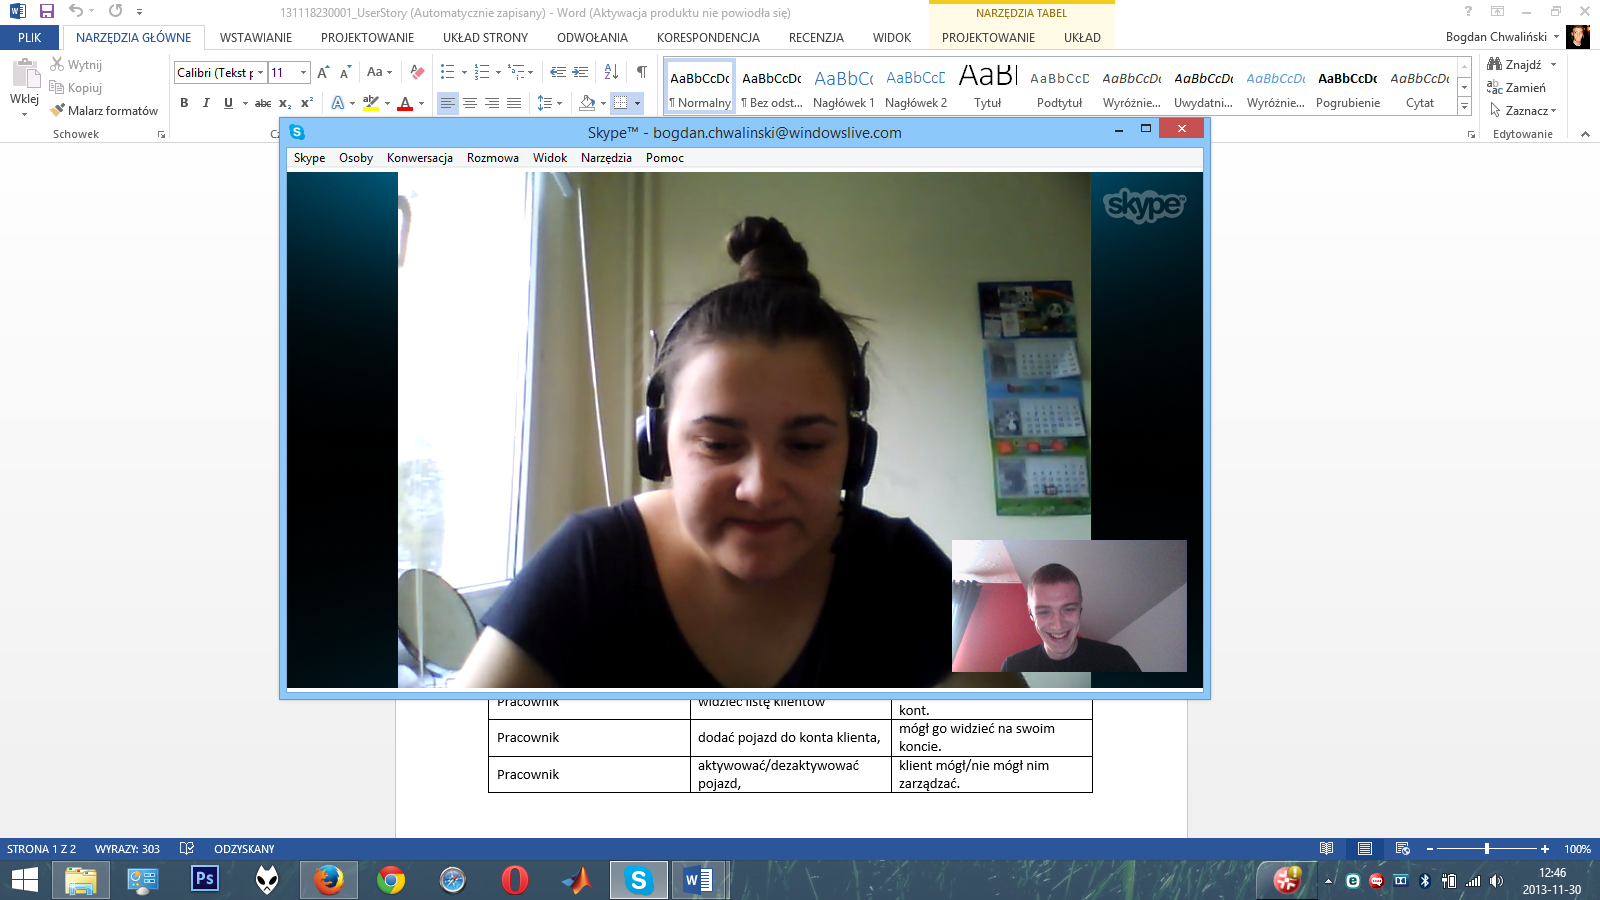 131118230001_UserStory (Automatycznie zapisany) - Word (Aktywacja produktu nie powiodła się)
NARZĘDZIA TABEL
PLIK NARZĘDZIA GŁÓWNE WSTAWIANIE PROJEKTOWANIE UKŁAD STRONY ODWOŁANIA KORESPONDENCJA RECENZJA WIDOK PROJEKTOWANIE UKŁAD Bogdan Chwaliński
Wklej
Wytnij
Kopiuj
Malarz formatów
Schowek
Calibri (Tekst p 11
AaBbCcDc AaBbCcDc AaBbCc AaBbCcD AaBl AaBbCcD AaBbCcDc AaBbCcDc AaBbCcDc AaBbCcDc AaBbCcDc
¶ Normalny ¶ Bez odst... Nagłówek 1 Nagłówek 2 Tytuł Podtytuł Wyróżnie... Uwydatni... Wyróżnie... Pogrubienie Cytat
Znajdź
Zamień
Zaznacz
Edytowanie
Skype™ - bogdan.chwalinski@windowslive.com
Skype Osoby Konwersacja Rozmowa Widok Narzędzia Pomoc
skype™
Pracownik widzieć listę klientów kont.
Pracownik dodać pojazd do konta klienta, mógł go widzieć na swoim
koncie.
Pracownik aktywować/dezaktywować klient mógł/nie mógł nim
pojazd, zarządzać.
STRONA 1 Z 2 WYRAZY: 303 ODZYSKANY 100%
12:46
2013-11-30